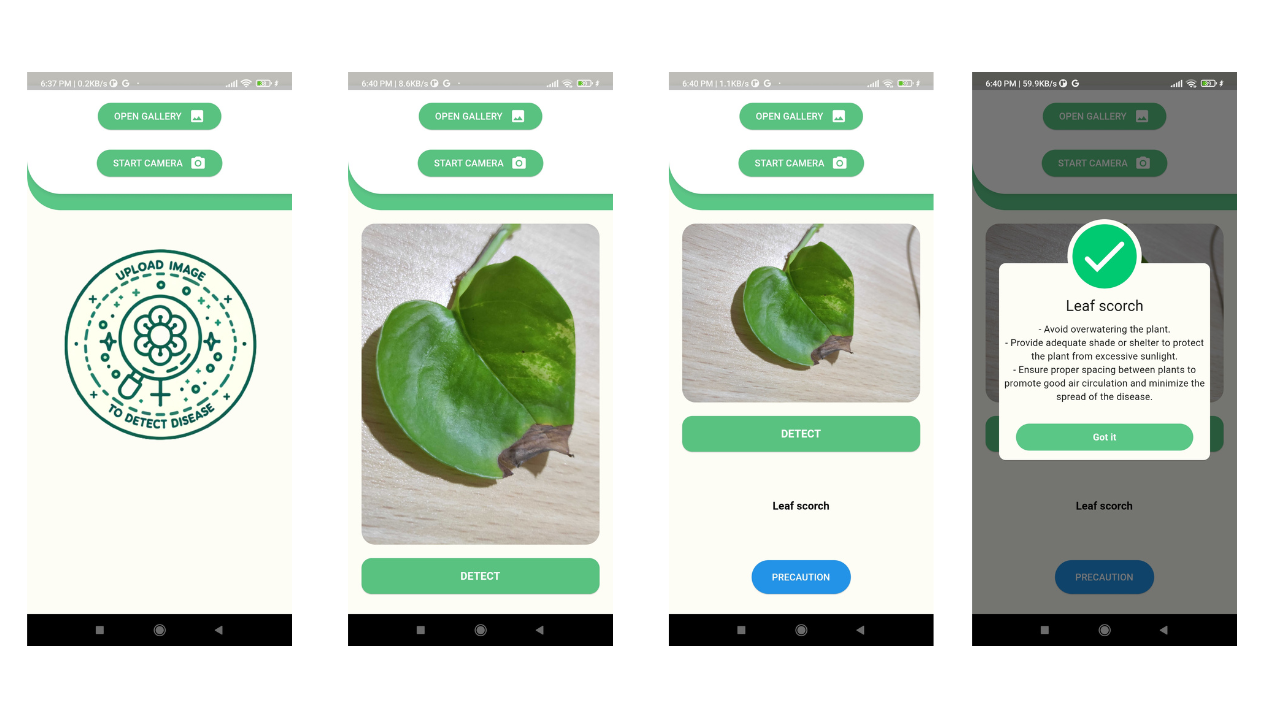 6:37 PM | 0.2KB/s
OPEN GALLERY
START CAMERA
UPLOAD IMAGE
TO DETECT DISEASE
6:40 PM | 8.6KB/s
OPEN GALLERY
START CAMERA
DETECT
6:40 PM | 1.1KB/s
OPEN GALLERY
START CAMERA
DETECT
Leaf scorch
PRECAUTION
6:40 PM | 59.9KB/s
OPEN GALLERY
START CAMERA
Leaf scorch
- Avoid overwatering the plant.
- Provide adequate shade or shelter to protect
the plant from excessive sunlight.
- Ensure proper spacing between plants to
promote good air circulation and minimize the
spread of the disease.
Got it
Leaf scorch
PRECAUTION